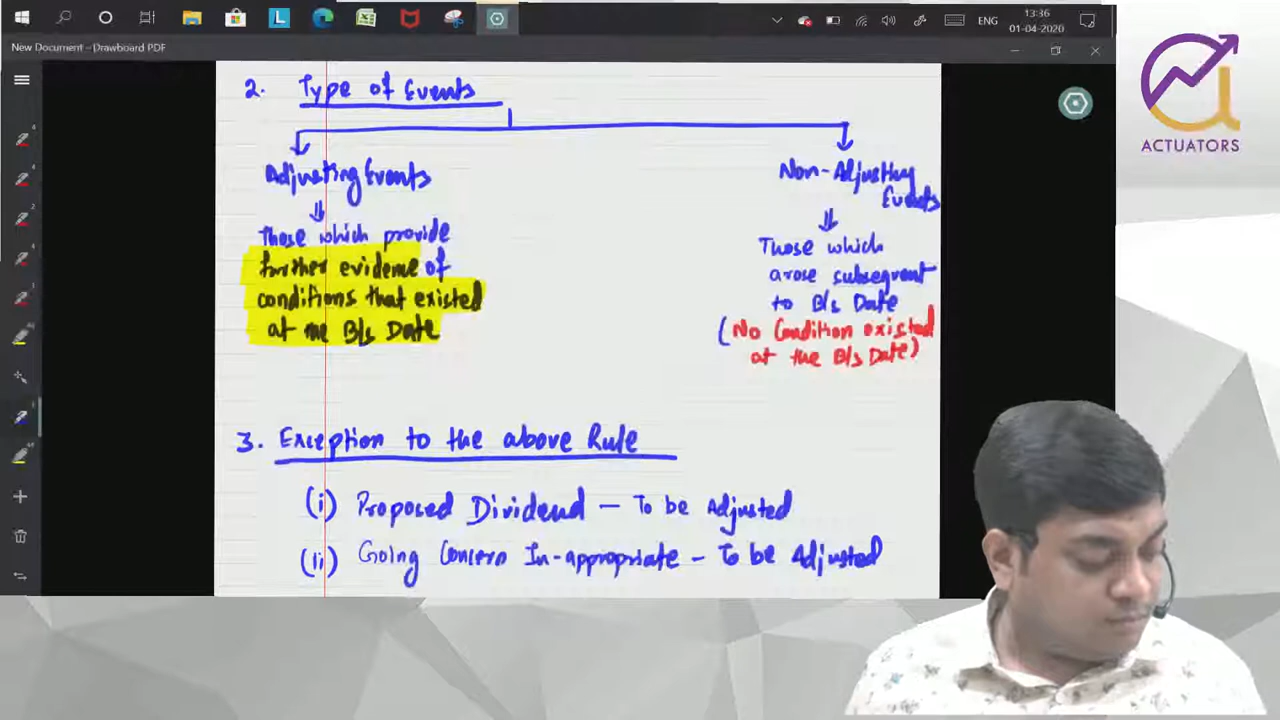 13:36
ENG
01-04-2020
New Document - Drawboard PDF
2. Type of Events
Adjusting Events
Non-Adjusting
Events
Those which provide
further evidence of
conditions that existed
at the B/s Date
Those which
arose subsequent
to B/s Date
(No Condition existed
at the B/s Date)
3. Exception to the above Rule
(i) Proposed Dividend - To be Adjusted
(ii) Going Concern In-appropriate - To be Adjusted
ACTUATORS